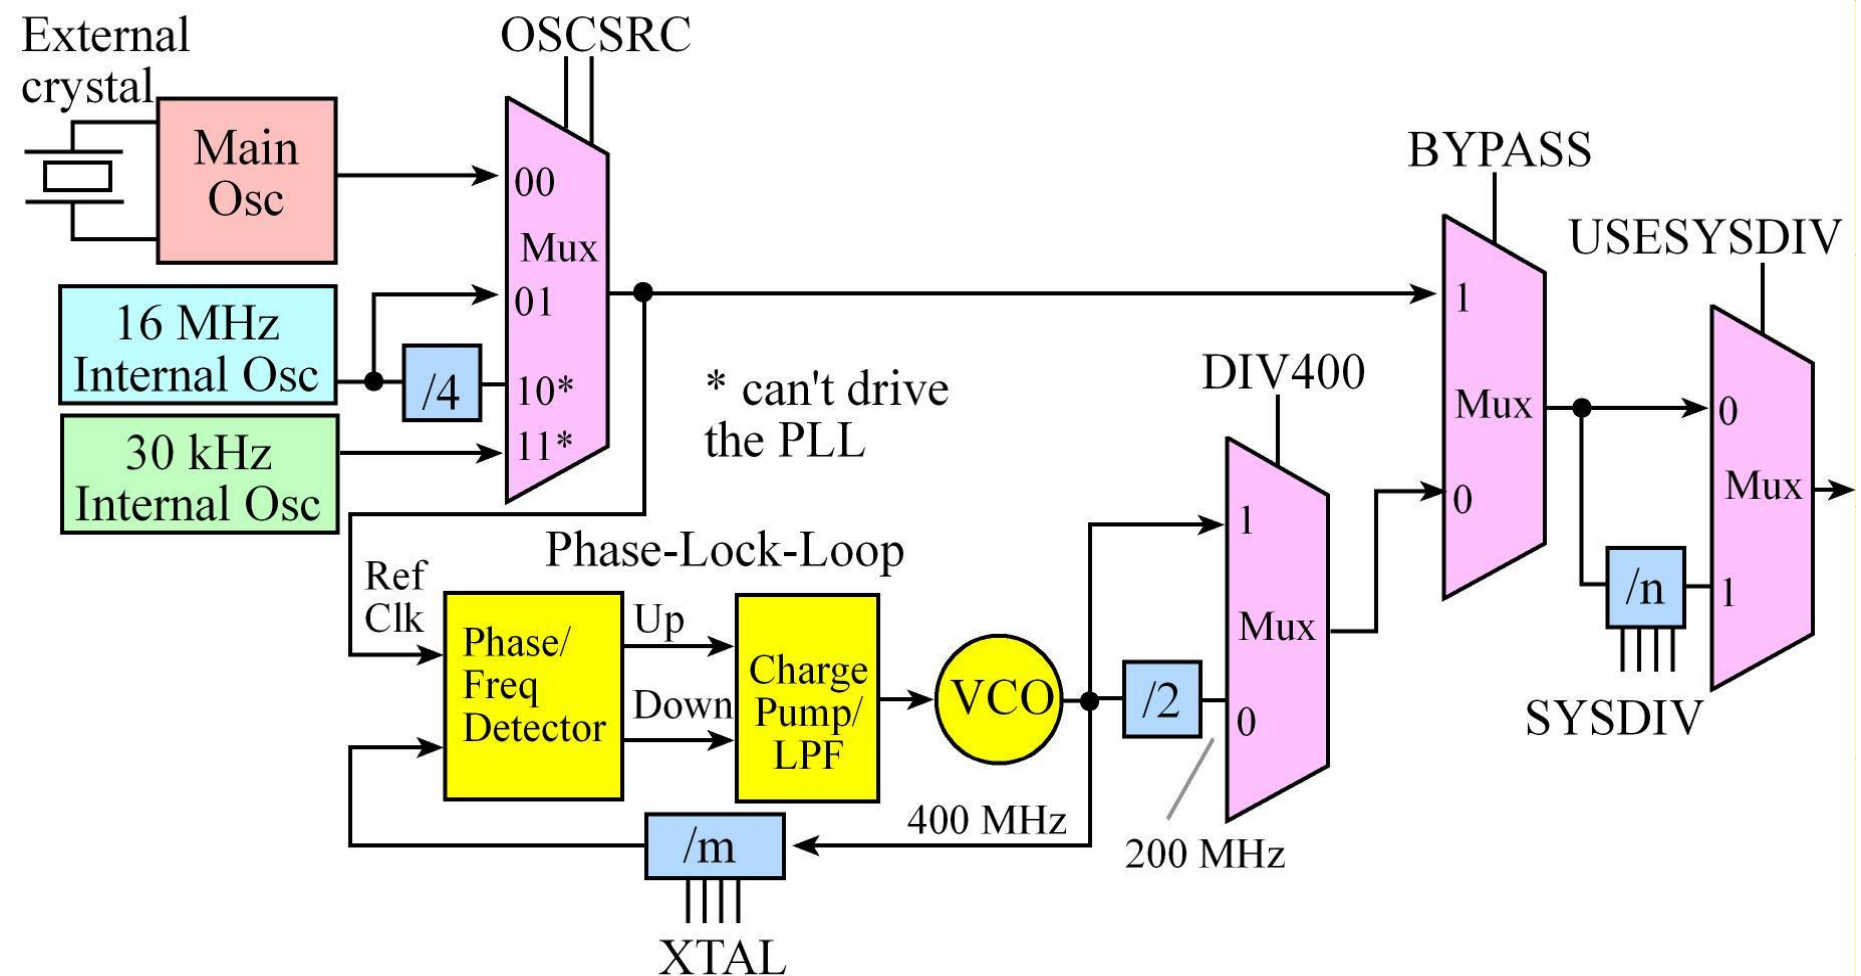 External
crystal
OSCSRC
Main
Osc
00
Mux
01
16 MHz
Internal Osc
/4
10*
11*
30 kHz
Internal Osc
* can't drive
the PLL
BYPASS
1
Mux
0
USESYSDIV
0
Mux
1
/n
SYSDIV
DIV400
1
Mux
0
Phase-Lock-Loop
Ref
Clk
Phase/
Freq
Detector
Up
Down
Charge
Pump/
LPF
VCO
/2
400 MHz
200 MHz
/m
XTAL